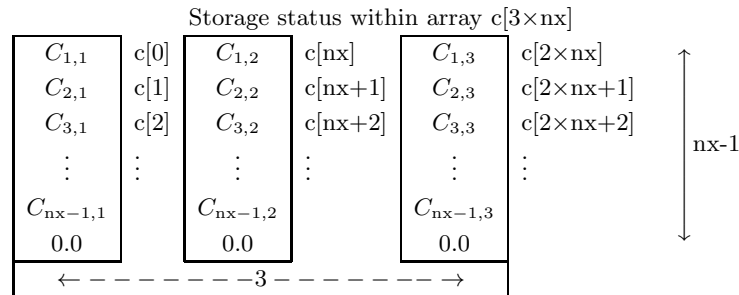 Storage status within array c[3×nx]
C1,1 c[0] C1,2 c[nx] C1,3 c[2×nx]
C2,1 c[1] C2,2 c[nx+1] C2,3 c[2×nx+1]
C3,1 c[2] C3,2 c[nx+2] C3,3 c[2×nx+2]
⋮ ⋮ ⋮ ⋮ ⋮ ⋮ nx-1
Cnx−1,1 Cnx−1,2 Cnx−1,3
0.0 0.0 0.0
3